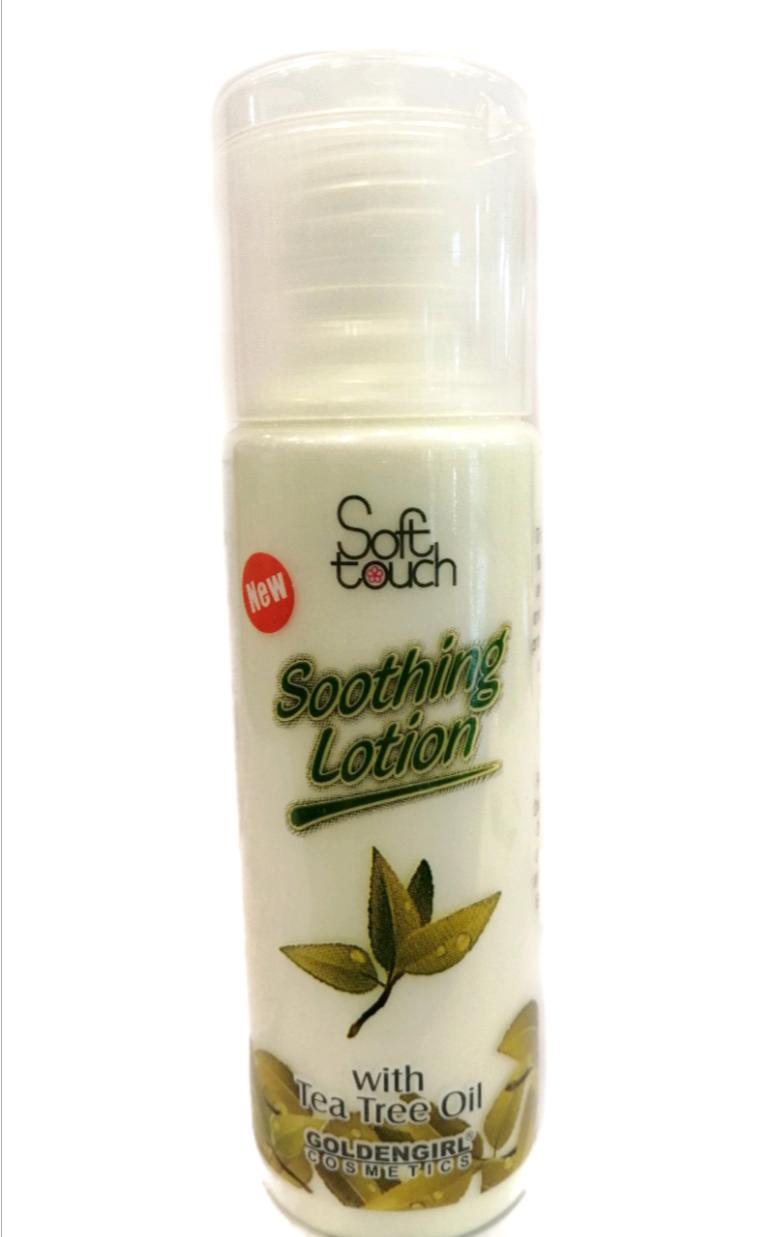 Soft
touch
New
Soothing
Lotion
with
Tea Tree Oil
GOLDENGIRL®
COSMETICS